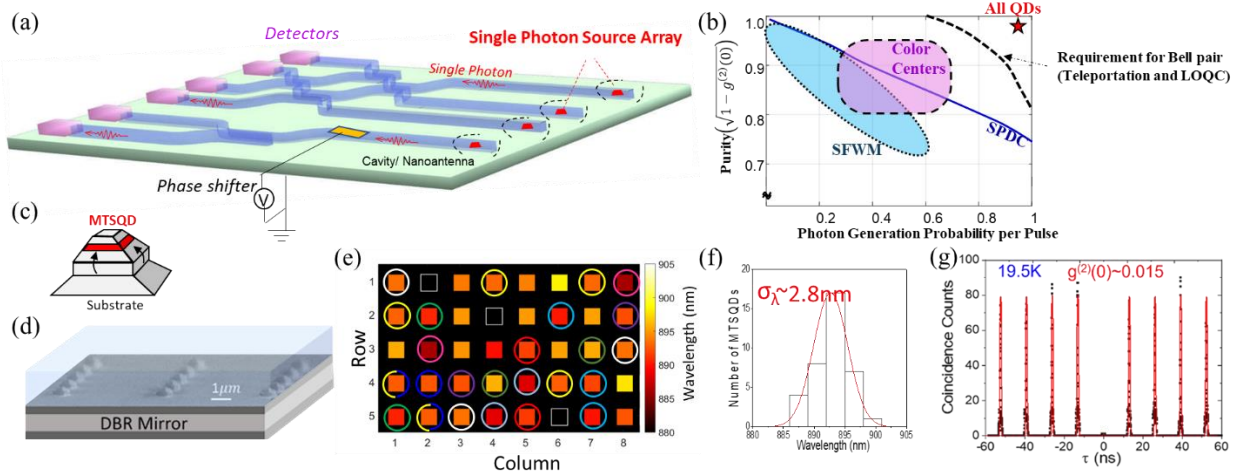 (a)
Detectors
Single Photon Source Array
Single Photon
Cavity/ Nanoantenna
Phase shifter
V
(b)
All QDs
Color
Centers
Requirement for Bell pair
(Teleportation and LOQC)
SPDC
SFWM
Purity(√1 − g⁽²⁾(0))
1
0.9
0.8
0.7
0.2
0.4
0.6
0.8
1
Photon Generation Probability per Pulse
(c)
MTSQD
Substrate
(d)
1μm
DBR Mirror
(e)
Row
1
2
3
4
5
1 2 3 4 5 6 7 8
Column
905
900
895
890
885
880
Wavelength (nm)
(f)
σλ~2.8nm
Number of MTSQDs
20
15
10
5
0
880 885 890 895 900 905
Wavelength (nm)
(g)
19.5K
g⁽²⁾(0)~0.015
Coincidence Counts
100
80
60
40
20
0
-60 -40 -20 0 20 40 60
τ (ns)